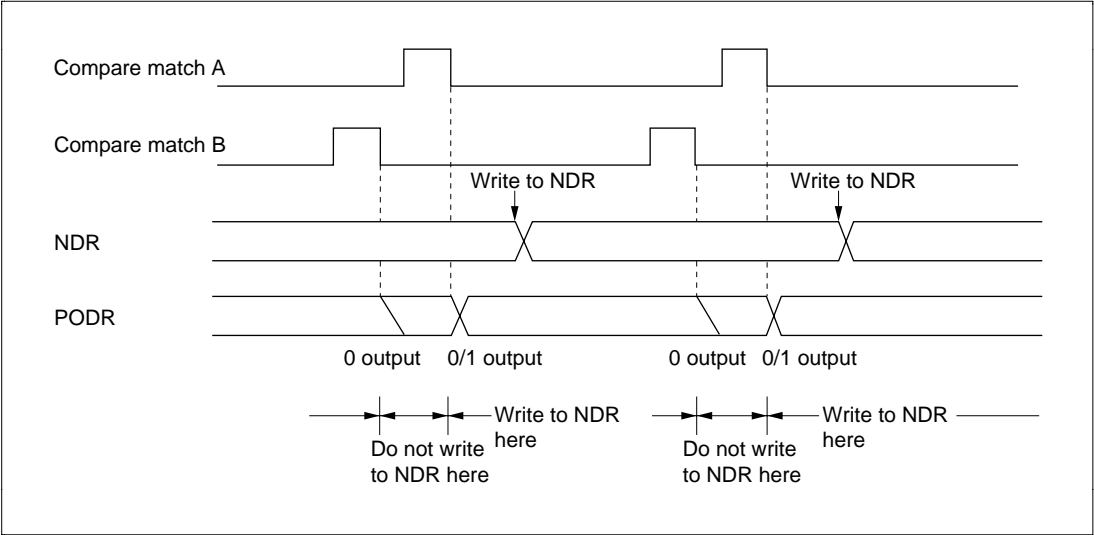 Compare match A
Compare match B
Write to NDR
Write to NDR
NDR
PODR
0 output
0/1 output
0 output
0/1 output
Write to NDR
here
Do not write
to NDR here
Write to NDR
here
Do not write
to NDR here